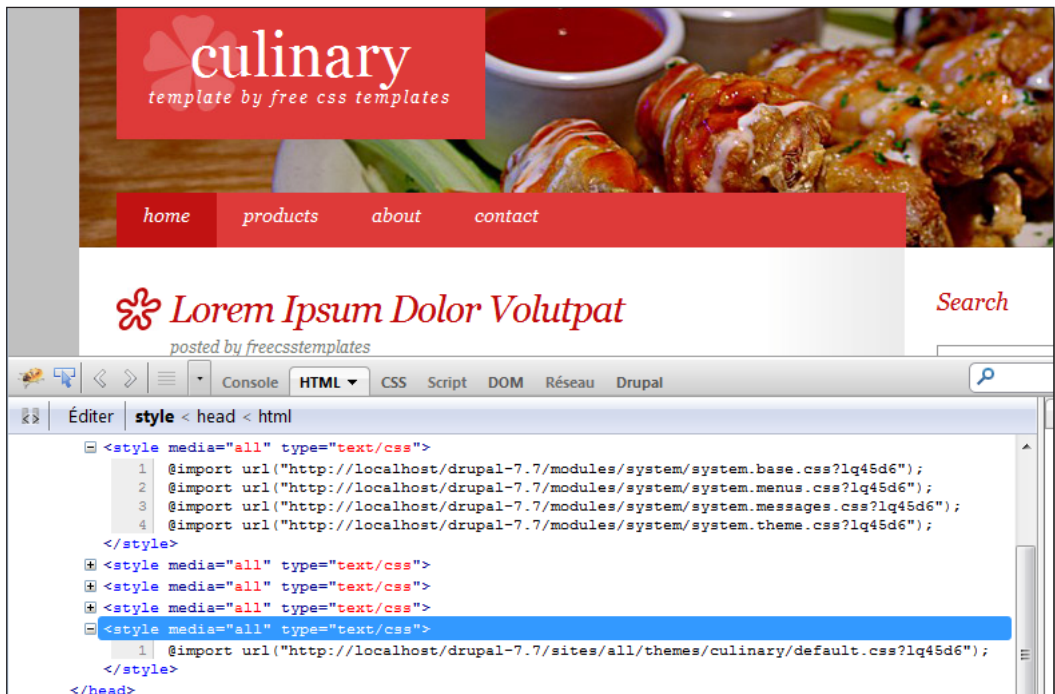 culinary
template by free css templates
home products about contact
Lorem Ipsum Dolor Volutpat
posted by freecsstemplates
Search
Console HTML CSS Script DOM Réseau Drupal
Éditer style < head < html
<style media="all" type="text/css">
1 @import url("http://localhost/drupal-7.7/modules/system/system.base.css?lq45d6");
2 @import url("http://localhost/drupal-7.7/modules/system/system.menus.css?lq45d6");
3 @import url("http://localhost/drupal-7.7/modules/system/system.messages.css?lq45d6");
4 @import url("http://localhost/drupal-7.7/modules/system/system.theme.css?lq45d6");
</style>
<style media="all" type="text/css">
<style media="all" type="text/css">
<style media="all" type="text/css">
<style media="all" type="text/css">
1 @import url("http://localhost/drupal-7.7/sites/all/themes/culinary/default.css?lq45d6");
</style>
</head>